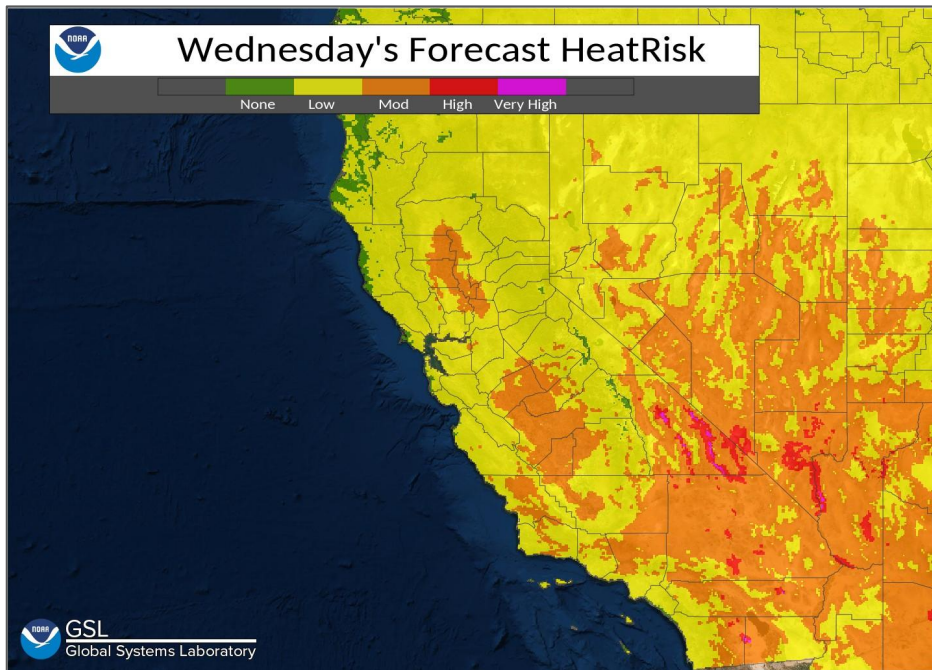 NOAA
Wednesday's Forecast HeatRisk
None Low Mod High Very High
NOAA
GSL
Global Systems Laboratory